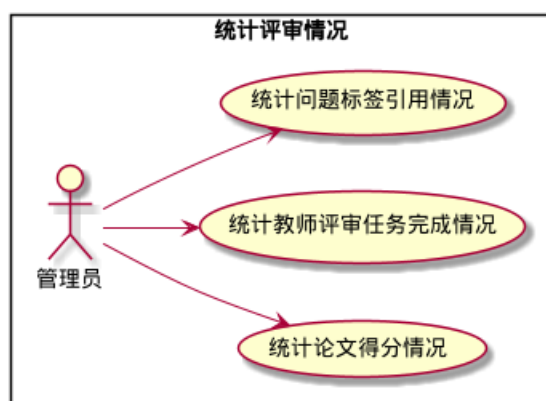 统计评审情况
统计问题标签引用情况
统计教师评审任务完成情况
管理员
统计论文得分情况